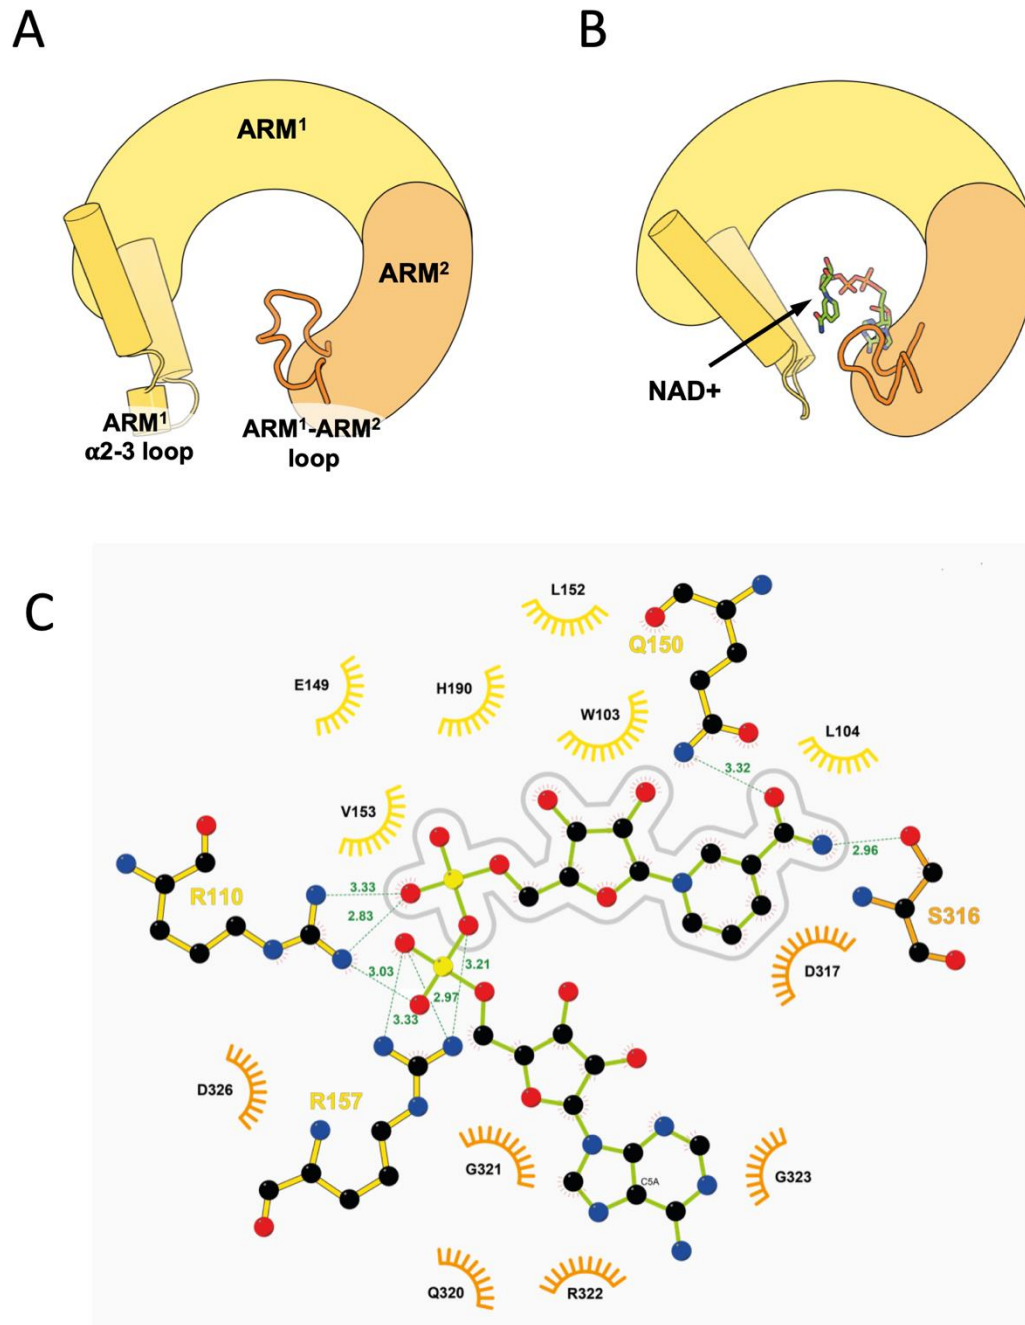 A
B
ARM¹
ARM²
NAD+
ARM¹
α2-3 loop
ARM¹-ARM²
loop
C
L152
Q150
E149
H190
W103
L104
3.32
V153
2.96
R110
3.33
2.83
S316
3.21
D317
3.03
2.97
3.33
D326
R157
G321
C5A
G323
Q320
R322